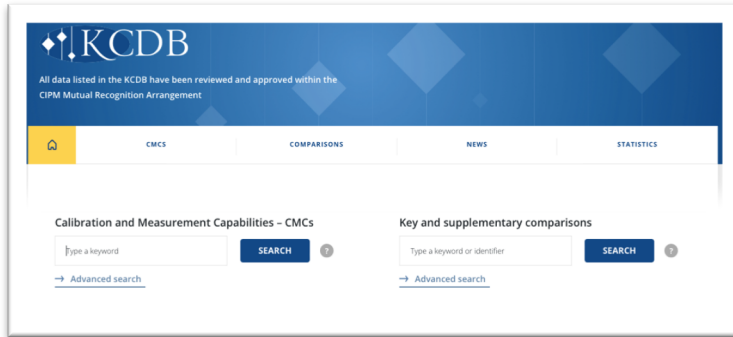 KCDB
All data listed in the KCDB have been reviewed and approved within the
CIPM Mutual Recognition Arrangement
CMCS
COMPARISONS
NEWS
STATISTICS
Calibration and Measurement Capabilities – CMCs
Type a keyword
SEARCH
?
→ Advanced search
Key and supplementary comparisons
Type a keyword or identifier
SEARCH
?
→ Advanced search